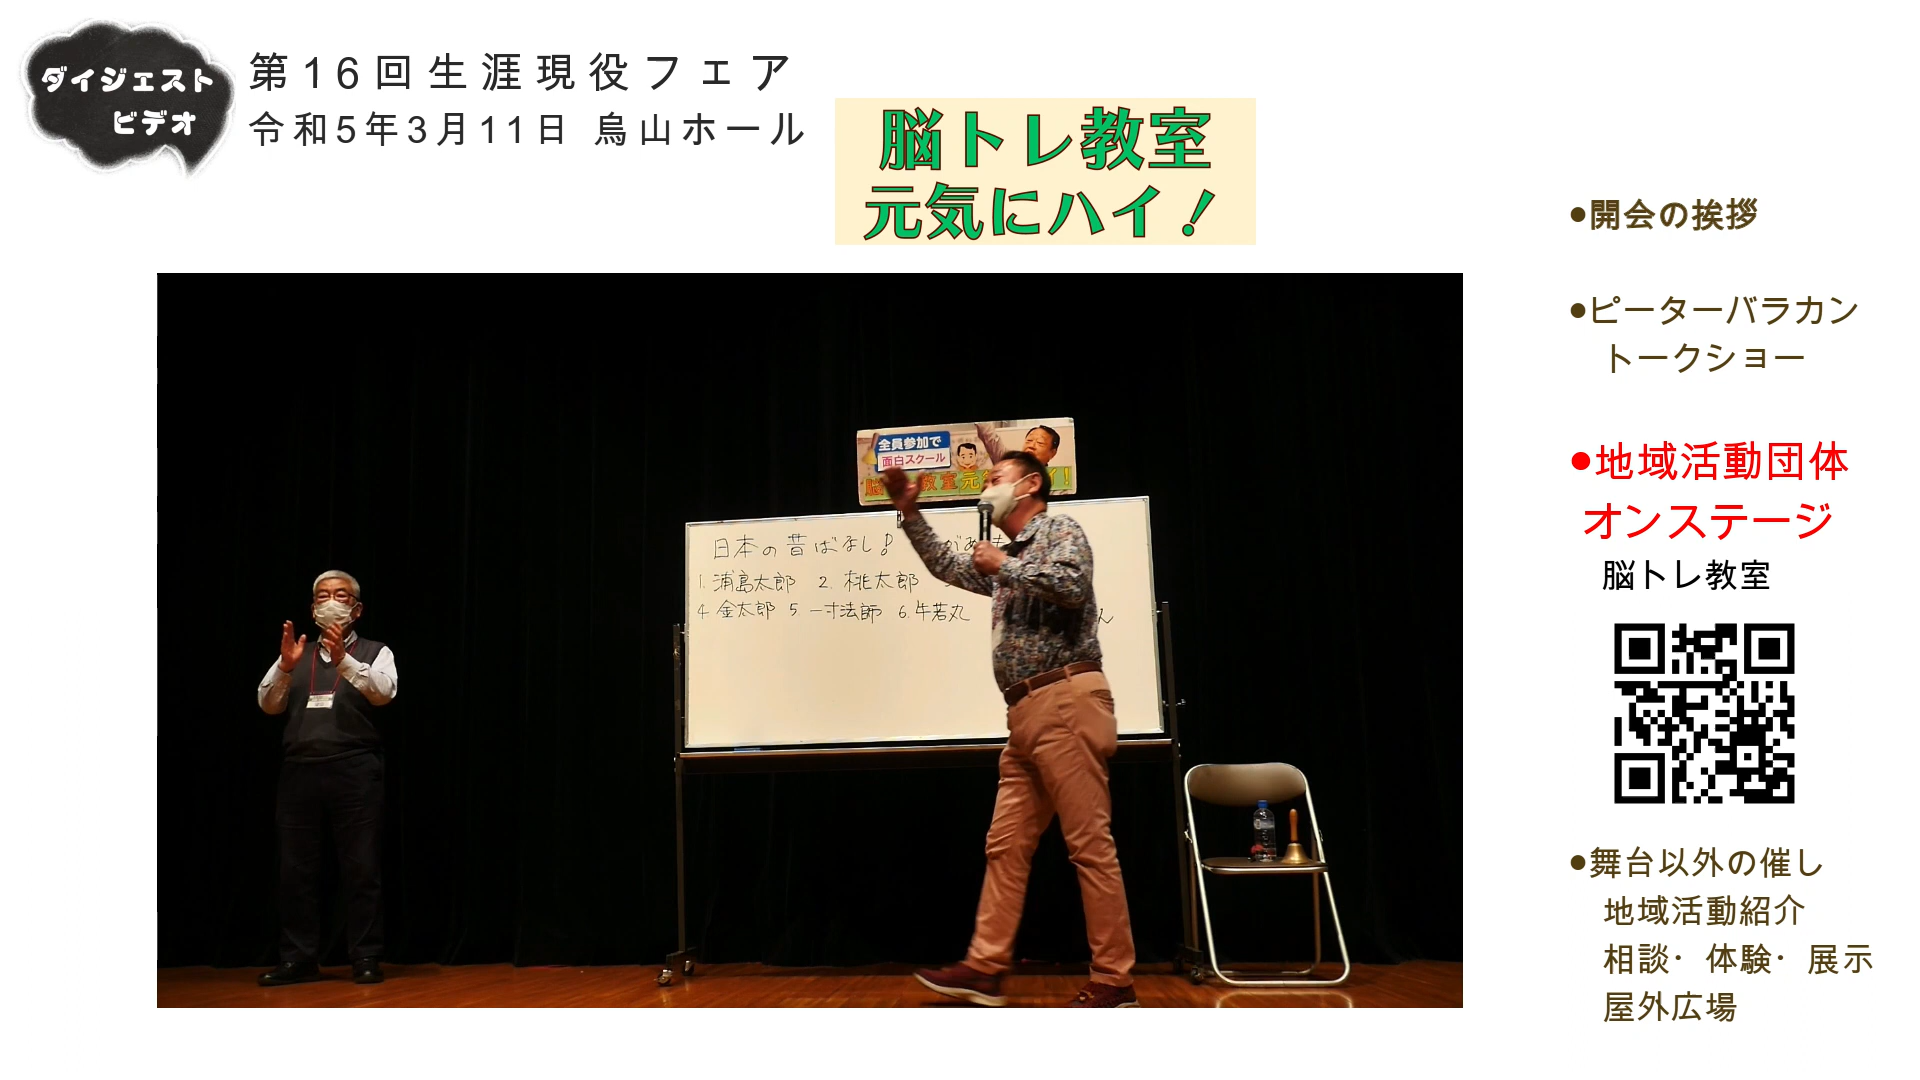 ダイジェスト
ビデオ
第16回生涯現役フェア
令和5年3月11日 烏山ホール
脳トレ教室
元気にハイ！
全員参加で
面白スクール
教室元
イ!
日本の昔ばなし!
1. 浦島太郎 2. 桃太郎
4. 金太郎 5 一寸法師 6. 牛若丸
●開会の挨拶
●ピーターバラカン
トークショー
●地域活動団体
オンステージ
脳トレ教室
●舞台以外の催し
地域活動紹介
相談・体験・展示
屋外広場